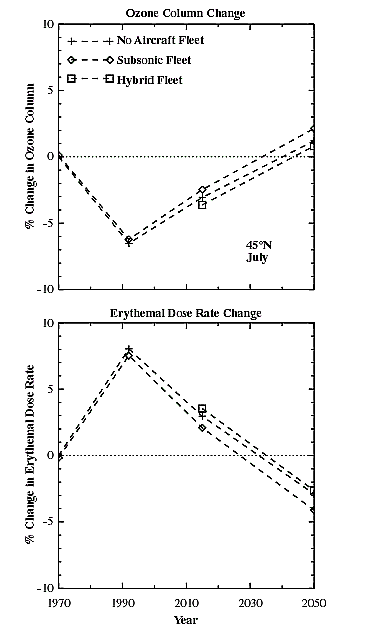 Ozone Column Change
10
5
0
-5
-10
% Change in Ozone Column
No Aircraft Fleet
Subsonic Fleet
Hybrid Fleet
45°N
July
Erythemal Dose Rate Change
10
5
0
-5
-10
% Change in Erythemal Dose Rate
1970 1990 2010 2030 2050
Year